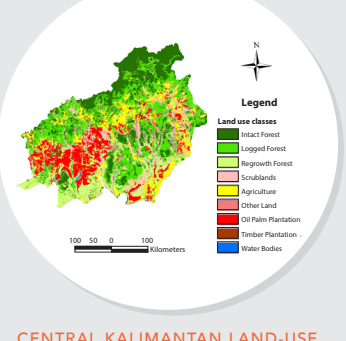 N
Legend
Land use classes
Intact Forest
Logged Forest
Regrowth Forest
Scrublands
Agriculture
Other Land
Oil Palm Plantation
Timber Plantation .
Water Bodies
100 50 0 100
Kilometers
CENTRAL KALIMANTAN LAND-USE